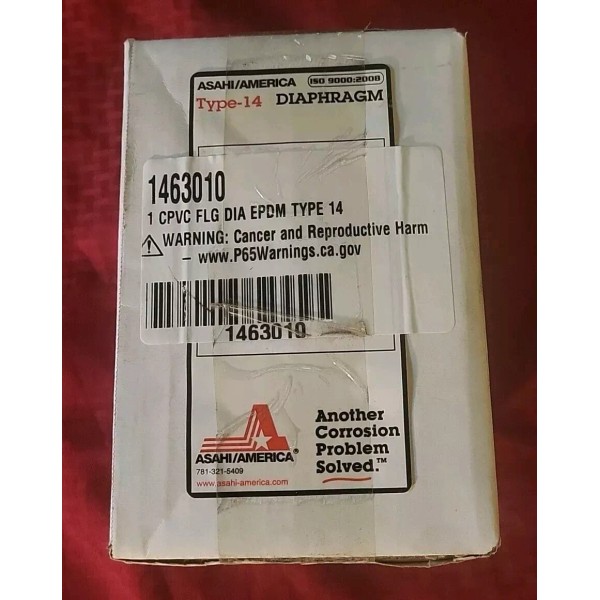 ASAHI/AMERICA ISO 9000:2008
Type-14 DIAPHRAGM
1463010
1 CPVC FLG DIA EPDM TYPE 14
WARNING: Cancer and Reproductive Harm
- www.P65Warnings.ca.gov
1463010
ASAHI/AMERICA®
781-321-5409
www.asahi-america.com
Another
Corrosion
Problem
Solved.™